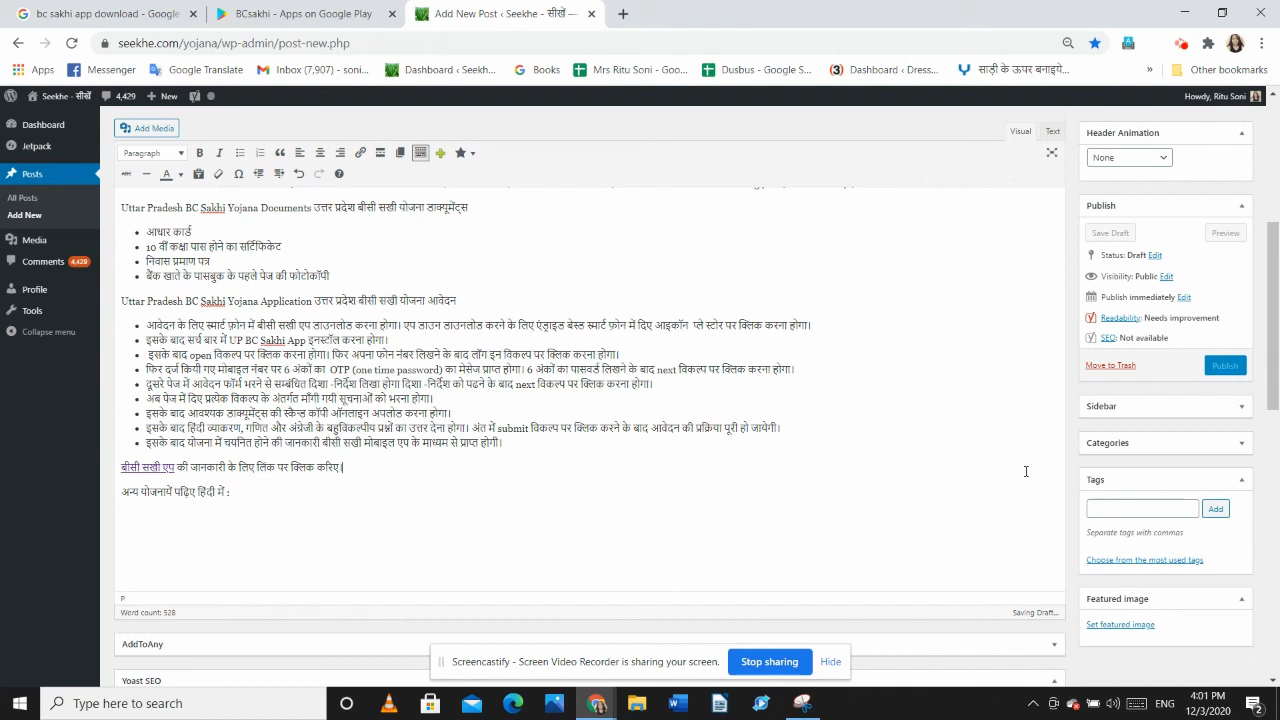 bc sakhi app download - Google
BCsakhi - Apps on Google Play
Add New Post ‹ Seekhe - सीखें —
seekhe.com/yojana/wp-admin/post-new.php
Apps Messenger Google Translate Inbox (7,907) - soni... Dashboard ‹ Seekh... Books Mrs Ritu Soni - Goo... Dusbus - Google S... Dashboard ‹ Dress... साड़ी के ऊपर बनाइये... » Other bookmarks
Seekhe - सीखें 4,429 New Howdy, Ritu Soni
Dashboard
Jetpack
Posts
All Posts
Add New
Media
Comments 4,429
Profile
Tools
Collapse menu
Add Media
Visual Text
Paragraph
Uttar Pradesh BC Sakhi Yojana Documents उत्तर प्रदेश बीसी सखी योजना डाक्यूमेंट्स
आधार कार्ड
10 वीं कक्षा पास होने का सर्टिफिकेट
निवास प्रमाण पत्र
बैंक खाते के पासबुक के पहले पेज की फोटोकॉपी
Uttar Pradesh BC Sakhi Yojana Application उत्तर प्रदेश बीसी सखी योजना आवेदन
आवेदन के लिए स्मार्ट फ़ोन में बीसी सखी एप डाउनलोड करना होगा। एप डाउन डाउनलोड करने के लिए एंड्राइड बेस्ड स्मार्ट फ़ोन में दिए आइकॉन प्ले स्टोर पर क्लिक करना होगा।
इसके बाद सर्च बार में UP BC Sakhi App इनस्टॉल करना होगा।
इसके बाद open विकल्प पर क्लिक करना होगा। फिर अपना फोन नंबर लिखने के बाद लॉग इन विकल्प पर क्लिक करना होगा।
फिर दर्ज कियी गए मोबाइल नंबर पर 6 अंकों का OTP (one time password) का मेसेज प्राप्त होगा। 6 अंकों का पासवर्ड लिखने के बाद next विकल्प पर क्लिक करना होगा।
दूसरे पेज में आवेदन फॉर्म भरने से सम्बंधित दिशा -निर्देश लिखा होगा दिशा -निर्देश को पढने के बाद next विकल्प पर क्लिक करना होगा।
अब पेज में दिए प्रत्येक विकल्प के अंतर्गत माँगी गयी सूचनाओं को भरना होगा।
इसके बाद आवश्यक डाक्यूमेंट्स की स्कैन्ड कॉपी ऑनलाइन अपलोड करना होगा।
इसके बाद हिंदी व्याकरण, गणित और अंग्रेजी के बहुविकल्पीय प्रश्नों का उत्तर देना होगा। अंत में submit विकल्प पर क्लिक करने के बाद आवेदन की प्रक्रिया पूरी हो जायेगी।
इसके बाद योजना में चयनित होने की जानकारी बीसी सखी मोबाइल एप के माध्यम से प्राप्त होगी।
बीसी सखी एप की जानकारी के लिए लिंक पर क्लिक करिए।
अन्य योजनायें पढ़िए हिंदी में :
P
Word count: 528 Saving Draft...
AddToAny
Yoast SEO
Header Animation
None
Publish
Save Draft Preview
Status: Draft Edit
Visibility: Public Edit
Publish immediately Edit
Readability: Needs improvement
SEO: Not available
Move to Trash Publish
Sidebar
Categories
Tags
Add
Separate tags with commas
Choose from the most used tags
Featured image
Set featured image
Screencastify - Screen Video Recorder is sharing your screen. Stop sharing Hide
Type here to search
ENG
4:01 PM
12/3/2020
2